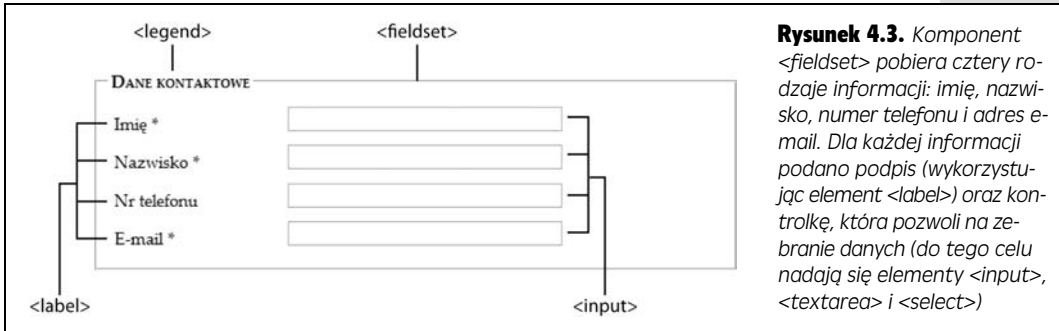 <legend>
<fieldset>
DANE KONTAKTOWE
Imię *
Nazwisko *
Nr telefonu
E-mail *
<label>
<input>
Rysunek 4.3. Komponent
<fieldset> pobiera cztery ro-
dzaje informacji: imię, nazwi-
sko, numer telefonu i adres e-
mail. Dla każdej informacji
podano podpis (wykorzystu-
jąc element <label>) oraz kon-
trolkę, która pozwoli na ze-
branie danych (do tego celu
nadają się elementy <input>,
<textarea> i <select>)